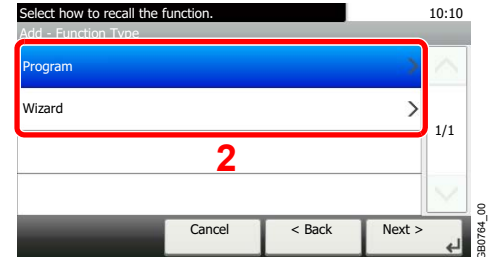 Select how to recall the function.
10:10
Add - Function Type
Program
Wizard
1/1
2
Cancel
< Back
Next >
GB0764_00